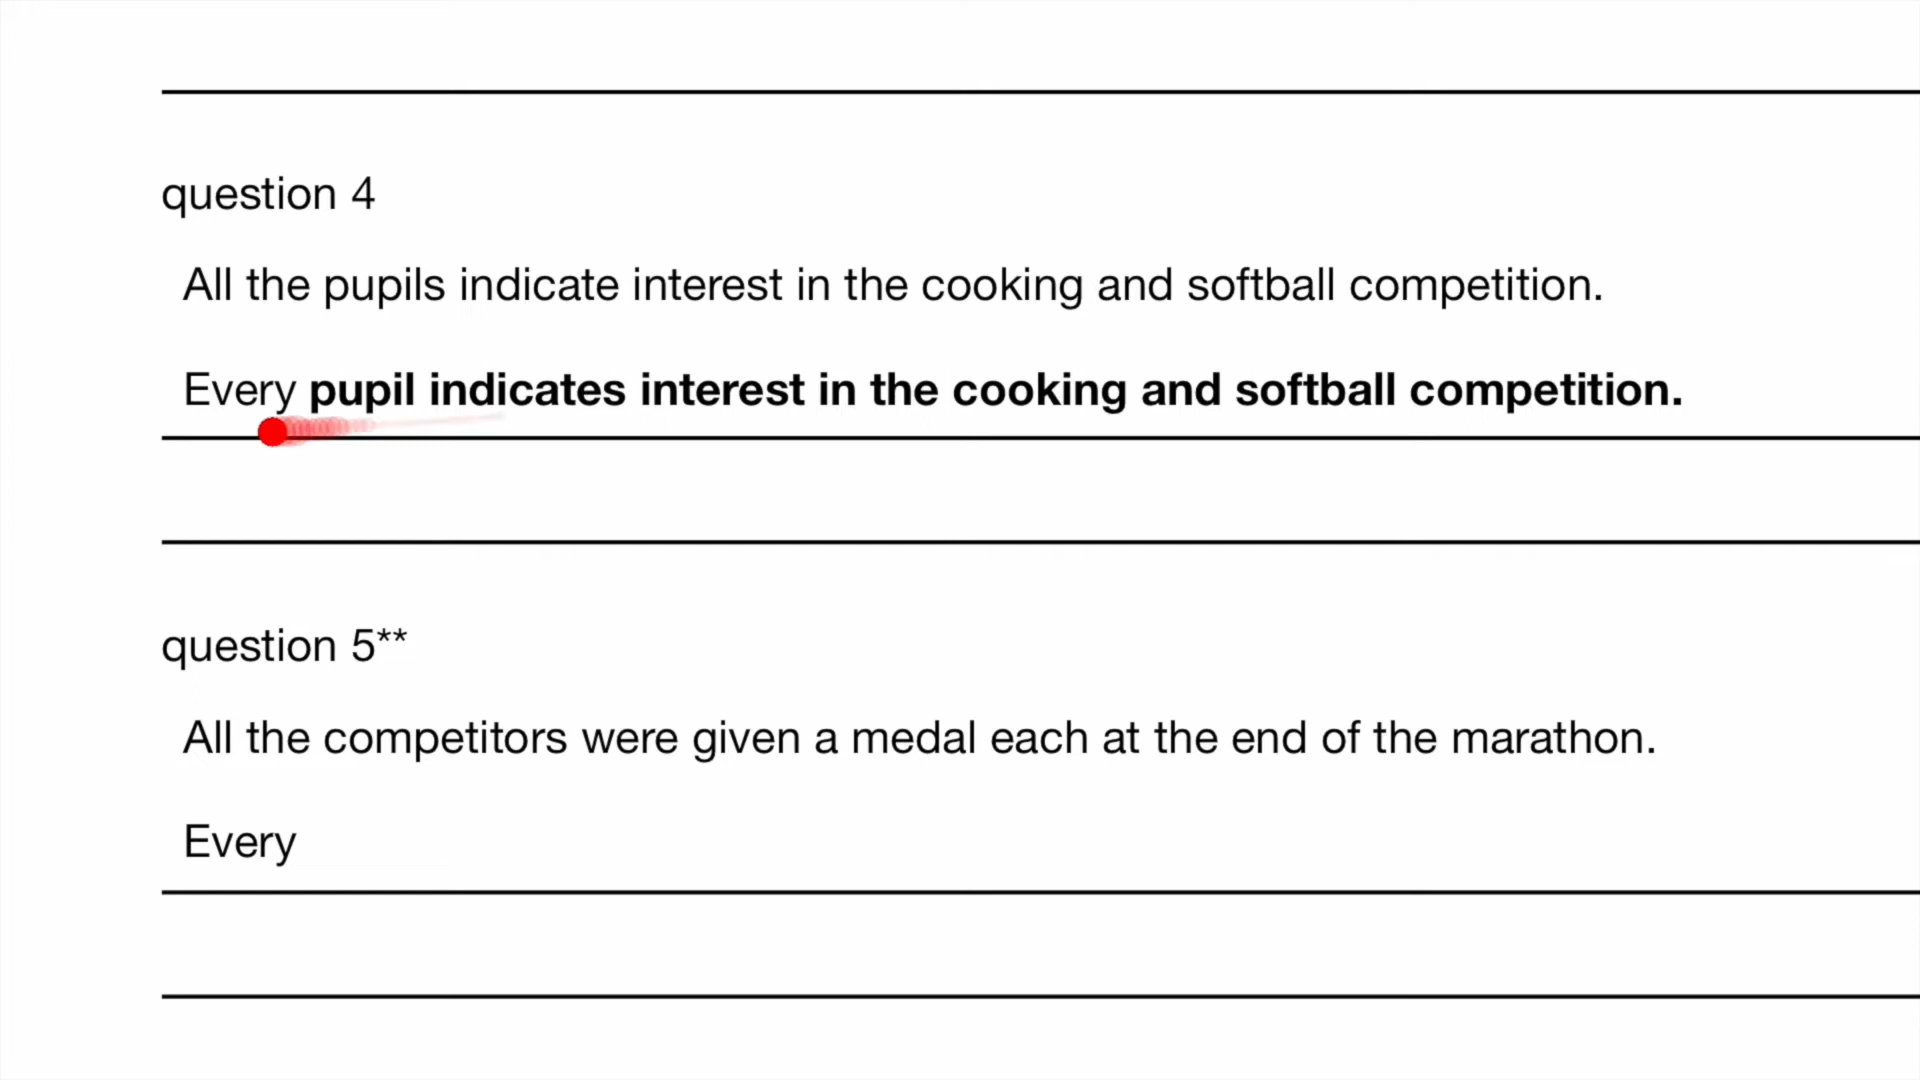 question 4
All the pupils indicate interest in the cooking and softball competition.
Every pupil indicates interest in the cooking and softball competition.
question 5**
All the competitors were given a medal each at the end of the marathon.
Every